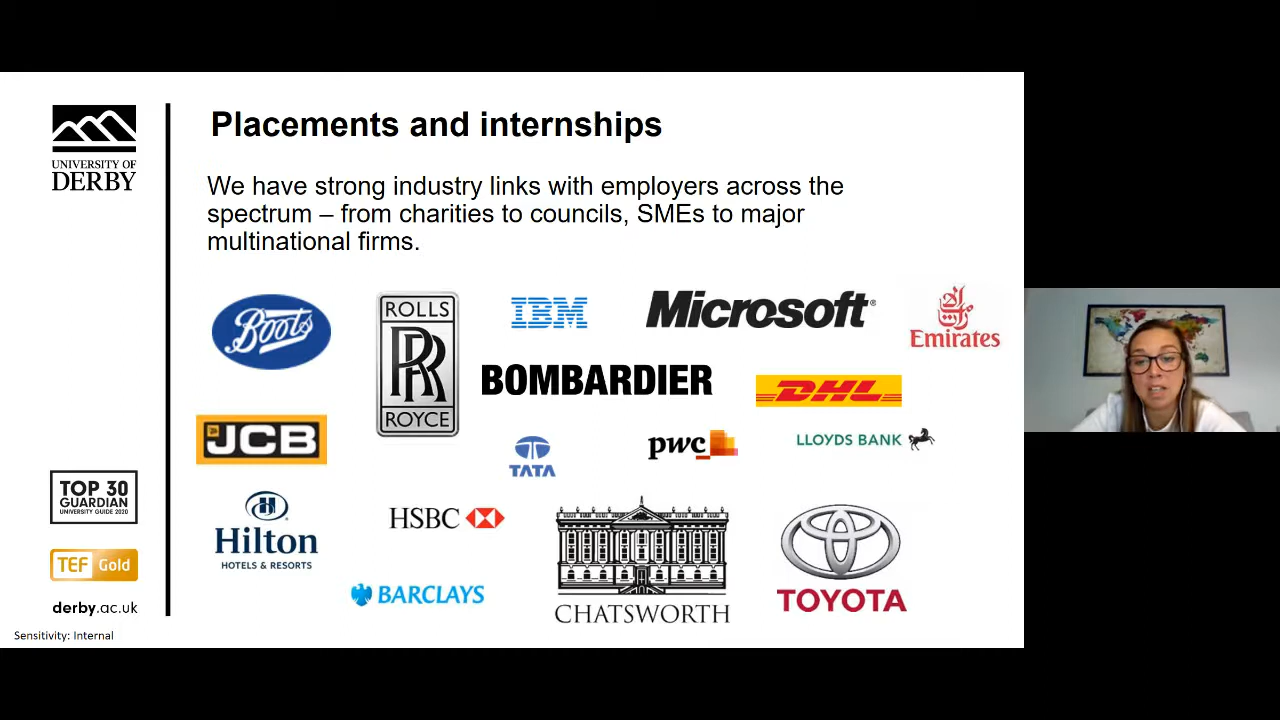 UNIVERSITY OF
DERBY
Placements and internships
We have strong industry links with employers across the
spectrum – from charities to councils, SMEs to major
multinational firms.
Boots
ROLLS
RR
ROYCE
IBM
Microsoft®
Emirates
BOMBARDIER
DHL
JCB
TATA
pwc
LLOYDS BANK
Hilton
HOTELS & RESORTS
HSBC
BARCLAYS
CHATSWORTH
TOYOTA
TOP 30
GUARDIAN
UNIVERSITY GUIDE 2020
TEF Gold
derby.ac.uk
Sensitivity: Internal